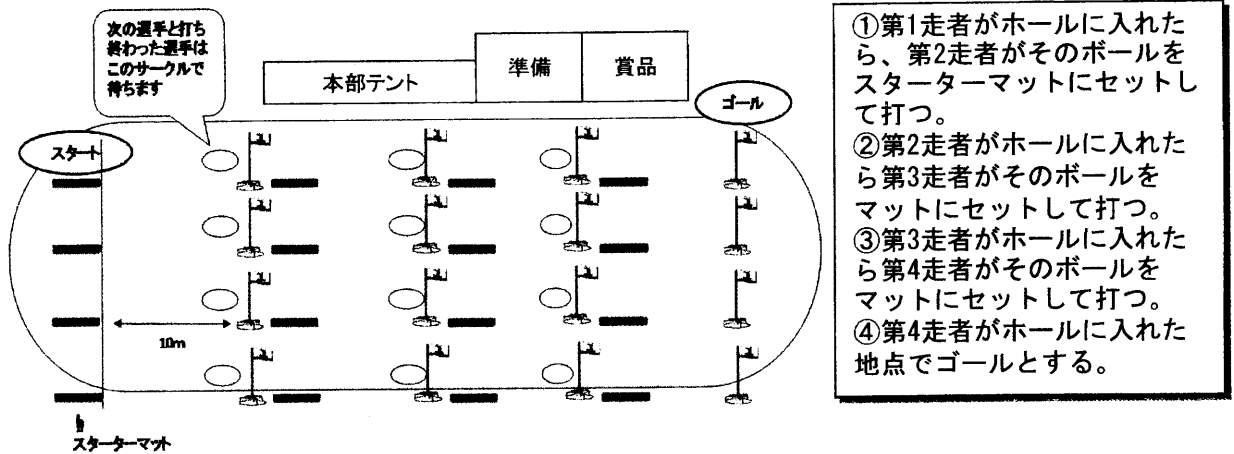 次の選手と打ち
終わった選手は
このサークルで
待ちます
本部テント
準備
賞品
ゴール
スタート
10m
スターターマット
①第1走者がホールに入れた
ら、第2走者がそのボールを
スターターマットにセットし
て打つ。
②第2走者がホールに入れた
ら第3走者がそのボールを
マットにセットして打つ。
③第3走者がホールに入れた
ら第4走者がそのボールを
マットにセットして打つ。
④第4走者がホールに入れた
地点でゴールとする。